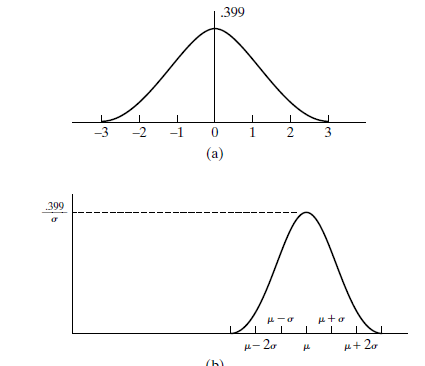 .399
-3 -2 -1 0 1 2 3
(a)
.399
σ
μ – σ μ + σ
μ – 2σ μ μ + 2σ
(b)